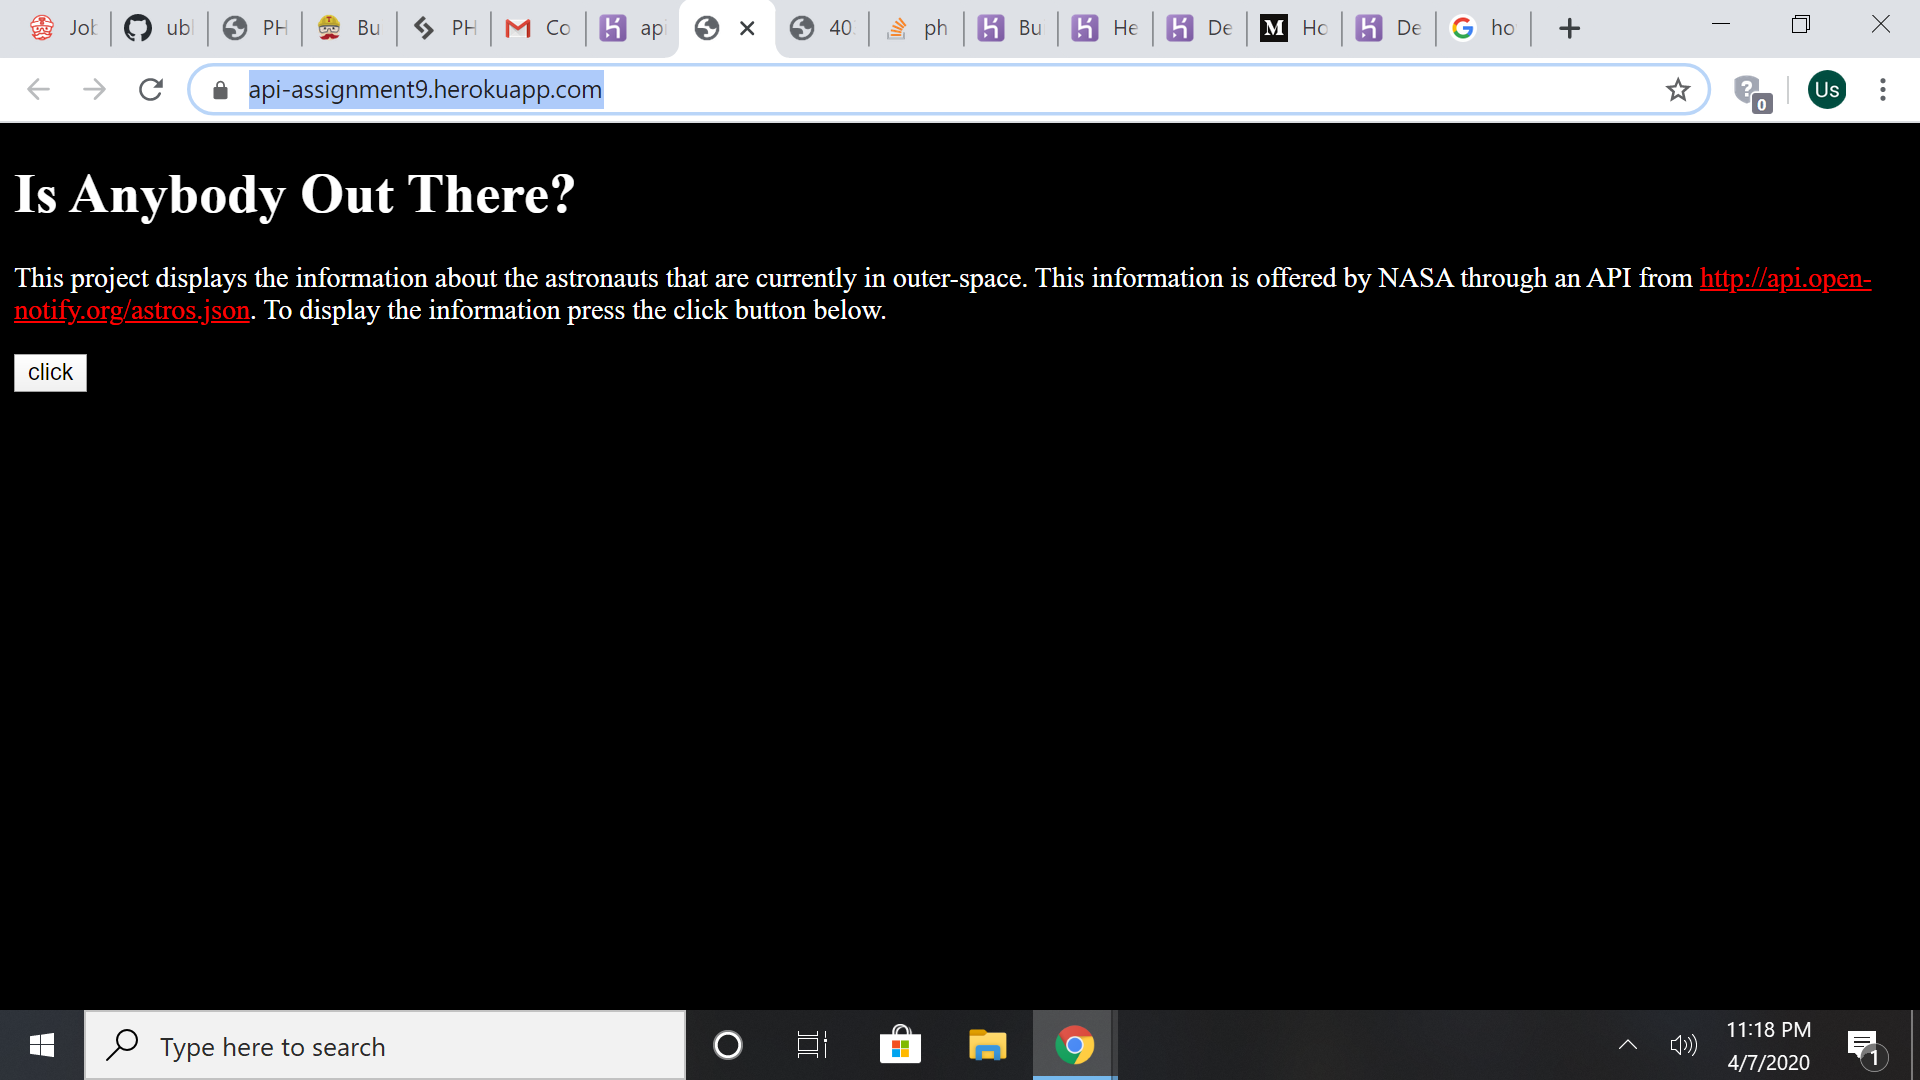 Job
ubl
PH
Bu
PH
Co
api
40
ph
Bu
He
De
M
Ho
De
ho
api-assignment9.herokuapp.com
?
0
Us
Is Anybody Out There?
This project displays the information about the astronauts that are currently in outer-space. This information is offered by NASA through an API from http://api.open-
notify.org/astros.json. To display the information press the click button below.
click
Type here to search
11:18 PM
4/7/2020
1